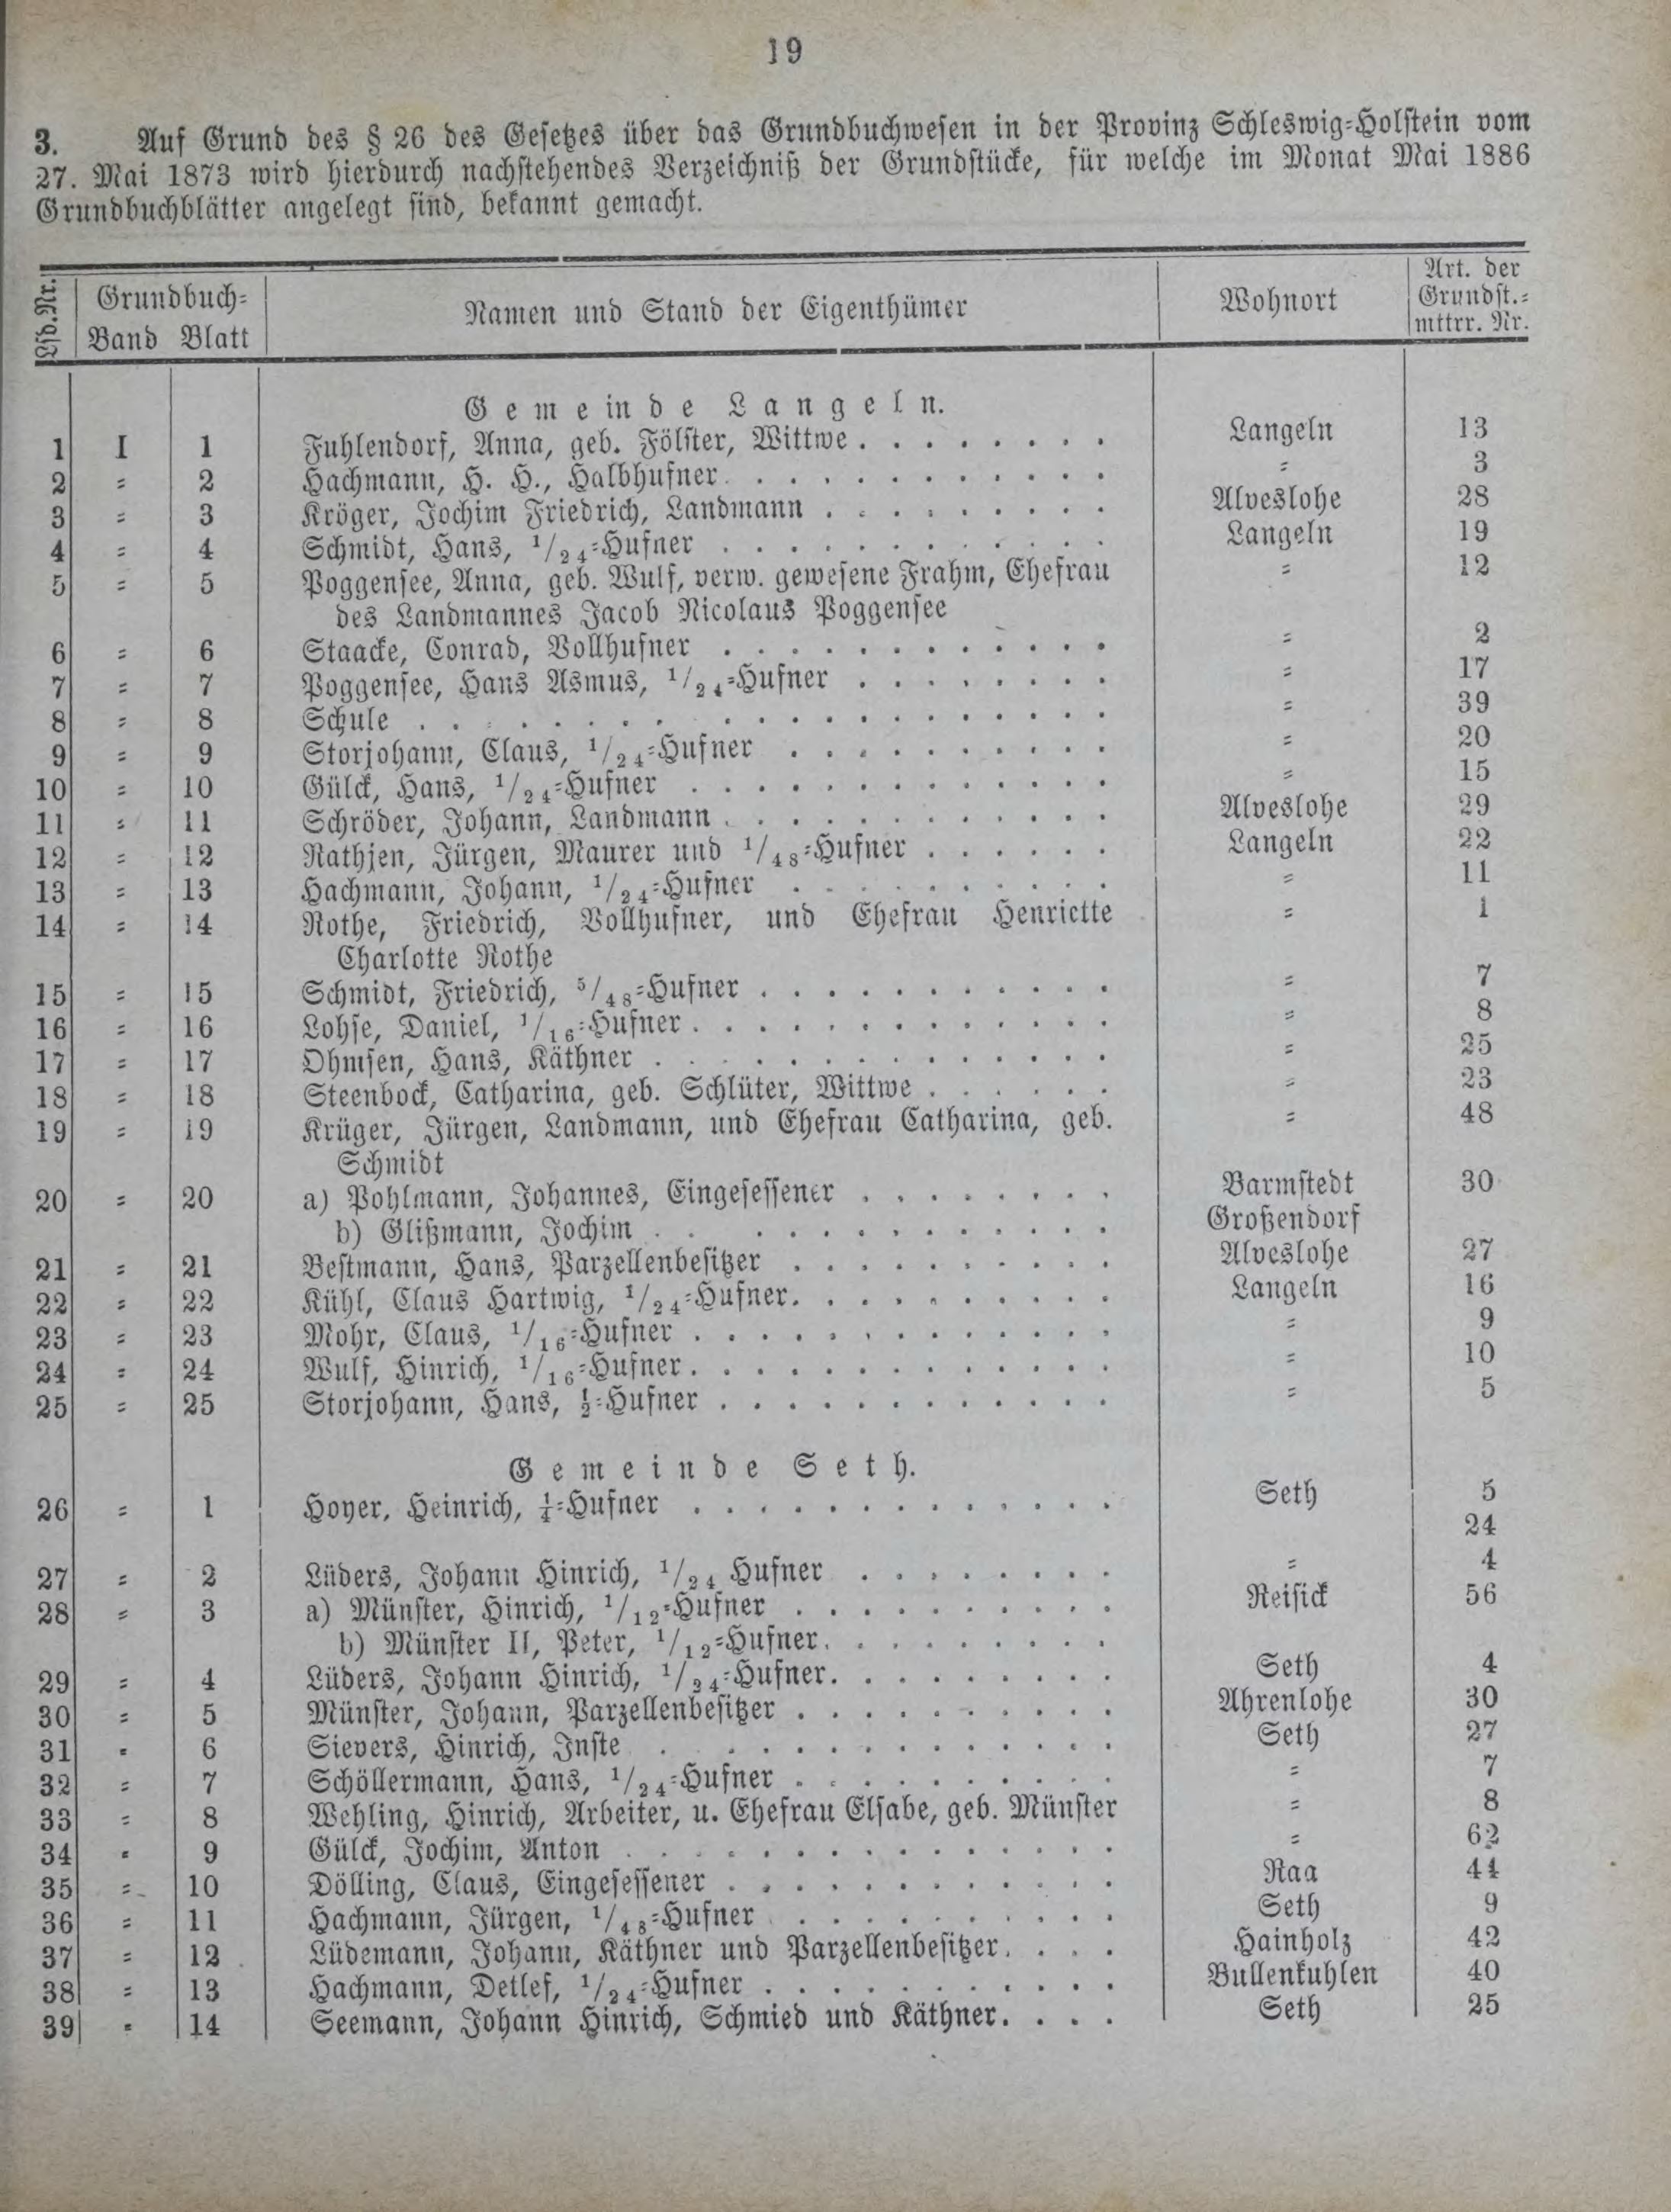 19
3. Auf Grund des § 26 des Gesetzes über das Grundbuchwesen in der Provinz Schleswig=Holstein vom
27. Mai 1873 wird hierdurch nachstehendes Verzeichniß der Grundstücke, für welche im Monat Mai 1886
Grundbuchblätter angelegt sind, bekannt gemacht.
Lfd. Nr. Grundbuch= Band Blatt Namen und Stand der Eigenthümer Wohnort Art. der Grundst.= mttrr. Nr.
Gemeinde Langeln.
1 I 1 Fuhlendorf, Anna, geb. Fölster, Wittwe . . . . . . . . Langeln 13
2 = 2 Hachmann, H. H., Halbhufner . . . . . . . . . . . . = 3
3 = 3 Kröger, Jochim Friedrich, Landmann . . . . . . . . . Alveslohe 28
4 = 4 Schmidt, Hans, 1/24=Hufner . . . . . . . . . . . . Langeln 19
5 = 5 Poggensee, Anna, geb. Wulf, verw. gewesene Frahm, Ehefrau = 12
des Landmannes Jacob Nicolaus Poggensee
6 = 6 Staacke, Conrad, Vollhufner . . . . . . . . . . . . = 2
7 = 7 Poggensee, Hans Asmus, 1/24=Hufner . . . . . . . . = 17
8 = 8 Schule . . . . . . . . . . . . . . . . . . . . = 39
9 = 9 Storjohann, Claus, 1/24=Hufner . . . . . . . . . . = 20
10 = 10 Gülck, Hans, 1/24=Hufner . . . . . . . . . . . . . = 15
11 = 11 Schröder, Johann, Landmann . . . . . . . . . . . . Alveslohe 29
12 = 12 Rathjen, Jürgen, Maurer und 1/48=Hufner . . . . . . Langeln 22
13 = 13 Hachmann, Johann, 1/24=Hufner . . . . . . . . . . = 11
14 = 14 Rothe, Friedrich, Vollhufner, und Ehefrau Henriette = 1
Charlotte Rothe
15 = 15 Schmidt, Friedrich, 5/48=Hufner . . . . . . . . . . . = 7
16 = 16 Lohse, Daniel, 1/16=Hufner . . . . . . . . . . . . . = 8
17 = 17 Ohmsen, Hans, Käthner . . . . . . . . . . . . . . = 25
18 = 18 Steenbock, Catharina, geb. Schlüter, Wittwe . . . . . . = 23
19 = 19 Krüger, Jürgen, Landmann, und Ehefrau Catharina, geb. = 48
Schmidt
20 = 20 a) Pohlmann, Johannes, Eingesessener . . . . . . . . Barmstedt 30
b) Glißmann, Jochim . . . . . . . . . . . . . Großendorf
21 = 21 Bestmann, Hans, Parzellenbesitzer . . . . . . . . . . Alveslohe 27
22 = 22 Kühl, Claus Hartwig, 1/24=Hufner . . . . . . . . . . Langeln 16
23 = 23 Mohr, Claus, 1/16=Hufner . . . . . . . . . . . . . = 9
24 = 24 Wulf, Hinrich, 1/16=Hufner . . . . . . . . . . . . . = 10
25 = 25 Storjohann, Hans, ½=Hufner . . . . . . . . . . . . = 5
Gemeinde Seth.
26 = 1 Hoyer, Heinrich, ¼=Hufner . . . . . . . . . . . . . Seth 5
24
27 = 2 Lüders, Johann Hinrich, 1/24 Hufner . . . . . . . . = 4
28 = 3 a) Münster, Hinrich, 1/12=Hufner . . . . . . . . . . Reisick 56
b) Münster II, Peter, 1/12=Hufner . . . . . . . . .
29 = 4 Lüders, Johann Hinrich, 1/24=Hufner . . . . . . . . . Seth 4
30 = 5 Münster, Johann, Parzellenbesitzer . . . . . . . . . . Ahrenlohe 30
31 = 6 Sievers, Hinrich, Inste . . . . . . . . . . . . . Seth 27
32 = 7 Schöllermann, Hans, 1/24=Hufner . . . . . . . . . . = 7
33 = 8 Wehling, Hinrich, Arbeiter, u. Ehefrau Elsabe, geb. Münster = 8
34 = 9 Gülck, Jochim, Anton . . . . . . . . . . . . . . . = 62
35 = 10 Dölling, Claus, Eingesessener . . . . . . . . . . . . Raa 44
36 = 11 Hachmann, Jürgen, 1/48=Hufner . . . . . . . . . . . Seth 9
37 = 12 Lüdemann, Johann, Käthner und Parzellenbesitzer . . . . Hainholz 42
38 = 13 Hachmann, Detlef, 1/24=Hufner . . . . . . . . . . . Bullenkuhlen 40
39 = 14 Seemann, Johann Hinrich, Schmied und Käthner . . . . Seth 25